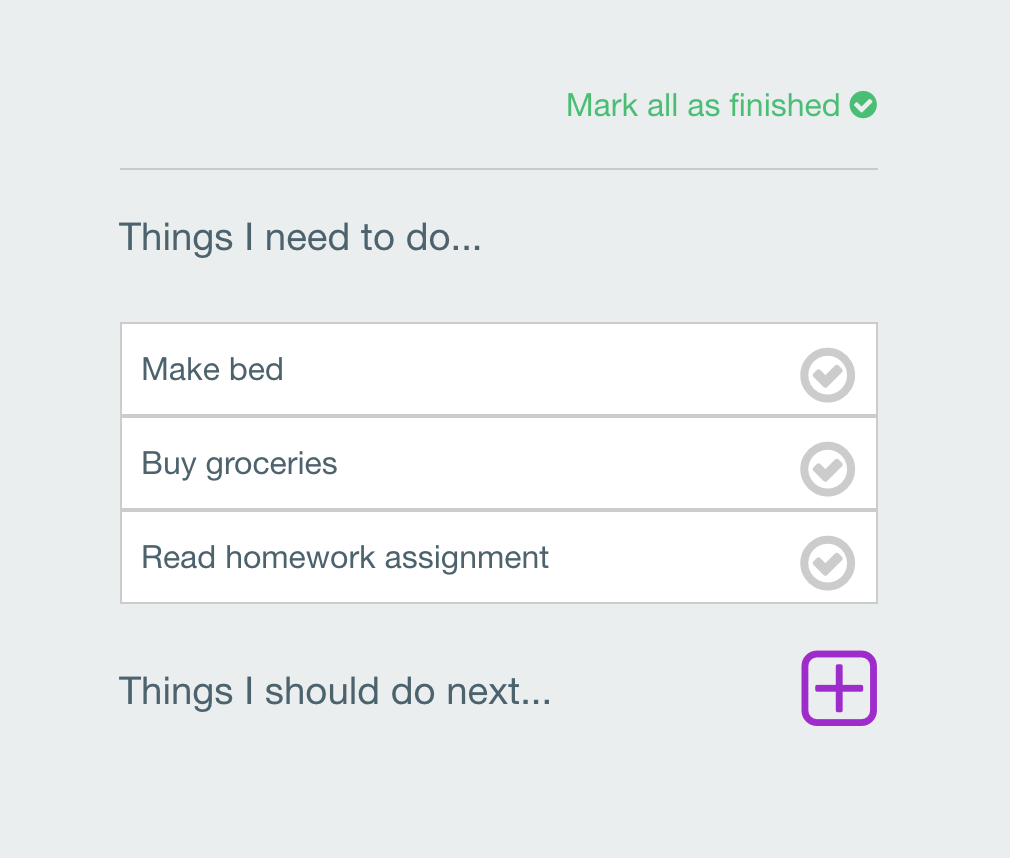 Mark all as finished
Things I need to do...
Make bed
Buy groceries
Read homework assignment
Things I should do next...